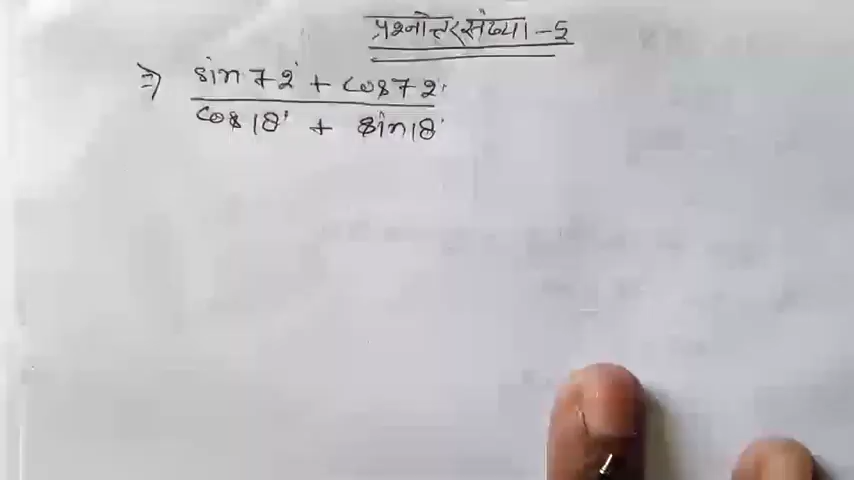 प्रश्नोत्तर संख्या - 5
⇒ sin 72° + cos 72°
cos 18° + sin 18°